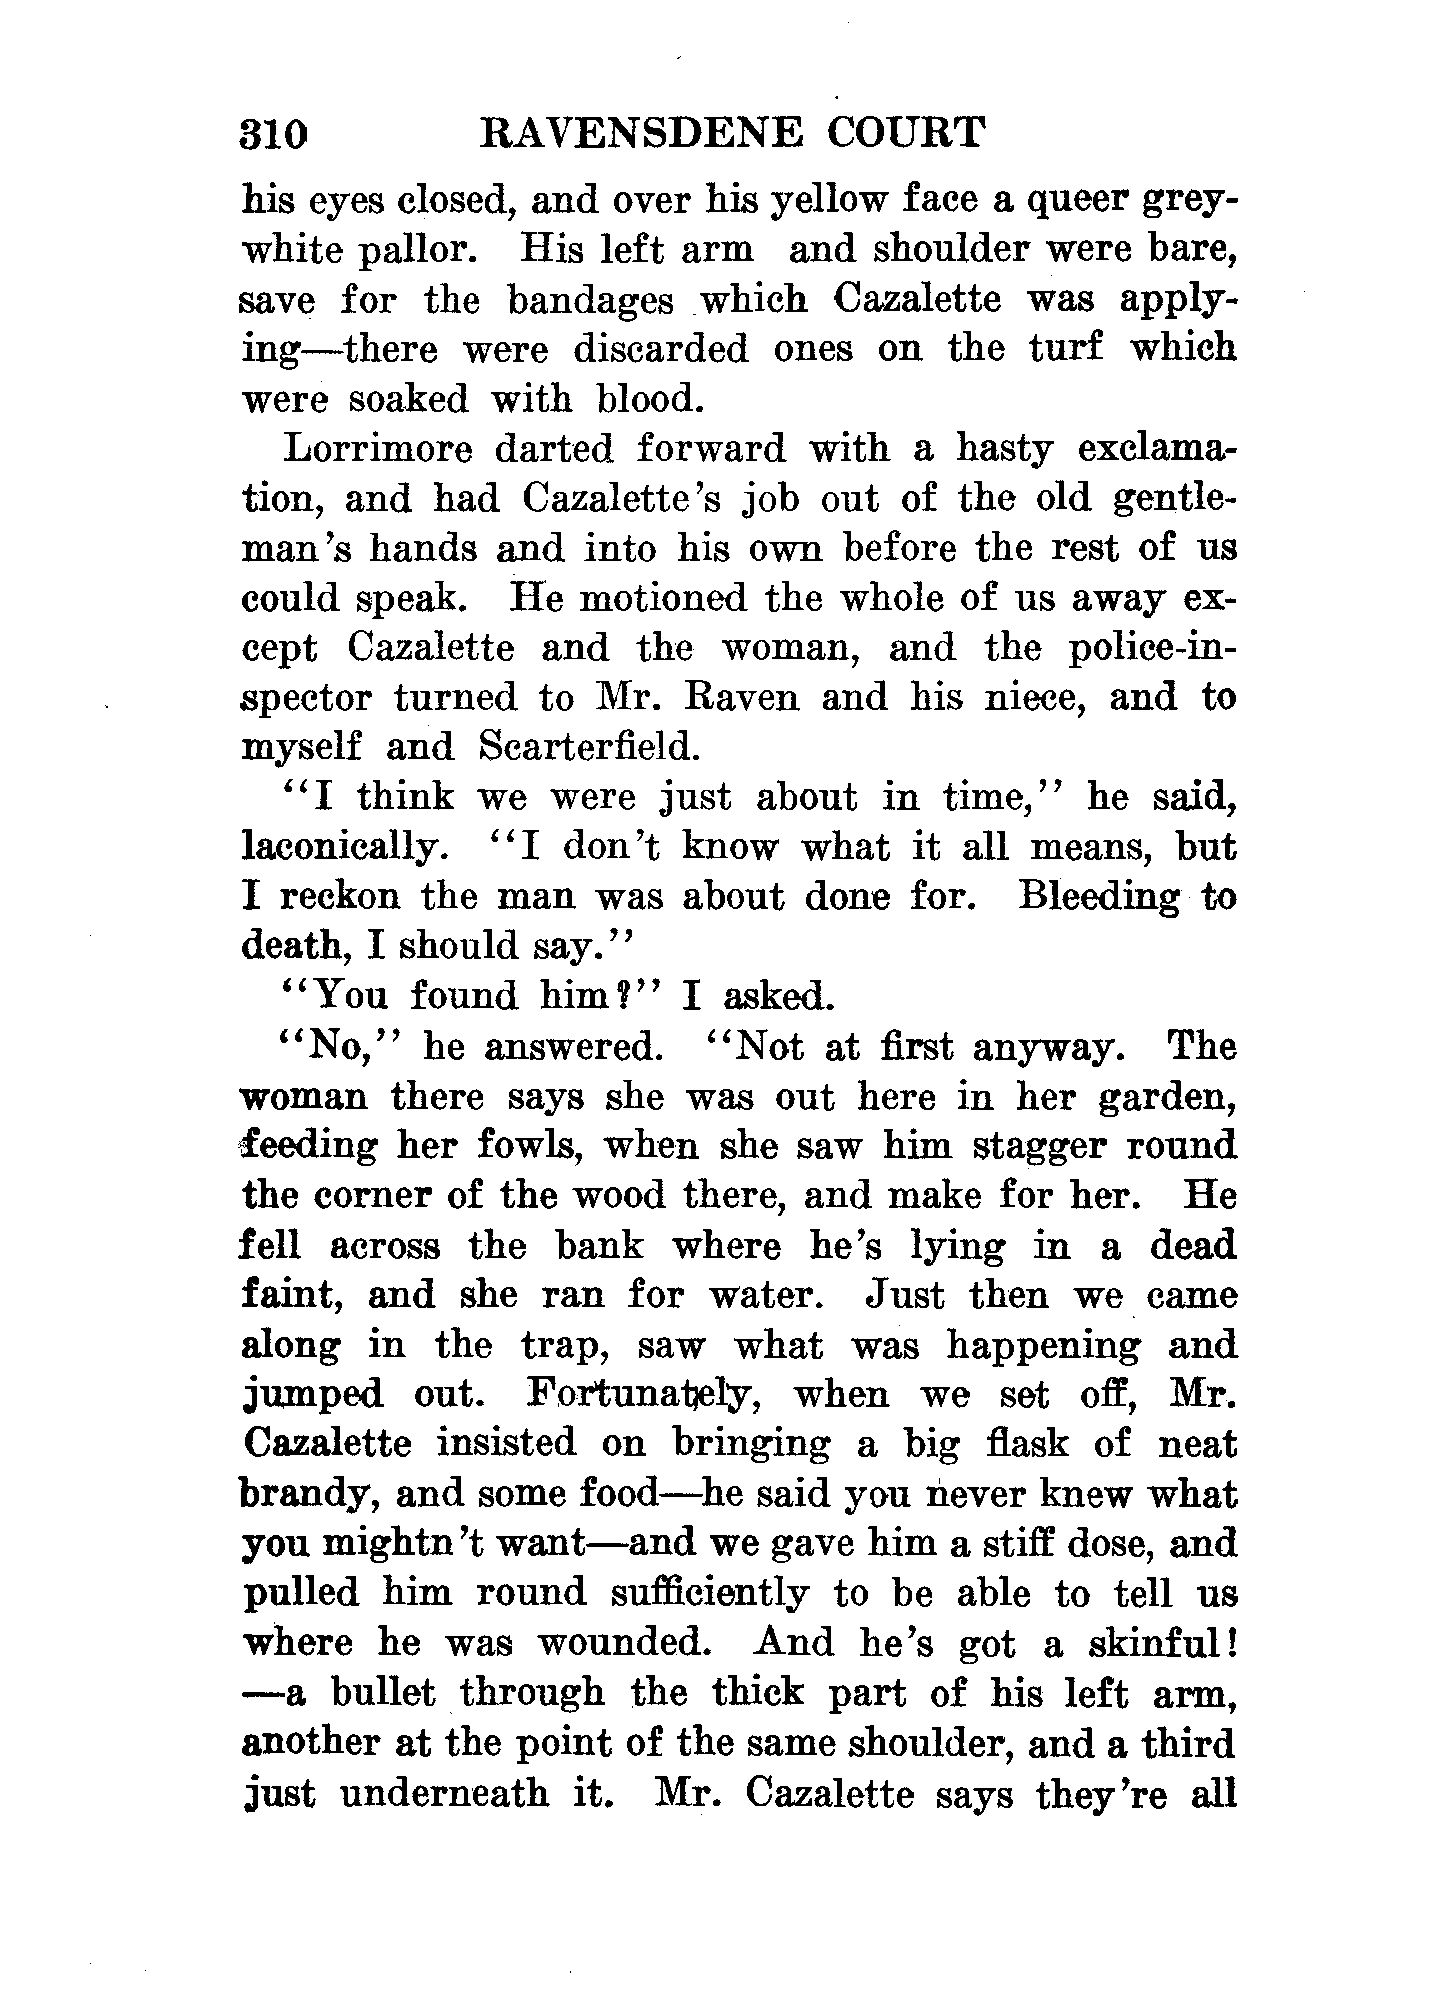 310 RAVENSDENE COURT
his eyes closed, and over his yellow face a queer grey-
white pallor. His left arm and shoulder were bare,
save for the bandages which Cazalette was apply-
ing—there were discarded ones on the turf which
were soaked with blood.
Lorrimore darted forward with a hasty exclama-
tion, and had Cazalette's job out of the old gentle-
man's hands and into his own before the rest of us
could speak. He motioned the whole of us away ex-
cept Cazalette and the woman, and the police-in-
spector turned to Mr. Raven and his niece, and to
myself and Scarterfield.
"I think we were just about in time," he said,
laconically. "I don't know what it all means, but
I reckon the man was about done for. Bleeding to
death, I should say."
"You found him?" I asked.
"No," he answered. "Not at first anyway. The
woman there says she was out here in her garden,
feeding her fowls, when she saw him stagger round
the corner of the wood there, and make for her. He
fell across the bank where he's lying in a dead
faint, and she ran for water. Just then we came
along in the trap, saw what was happening and
jumped out. Fortunately, when we set off, Mr.
Cazalette insisted on bringing a big flask of neat
brandy, and some food—he said you never knew what
you mightn't want—and we gave him a stiff dose, and
pulled him round sufficiently to be able to tell us
where he was wounded. And he's got a skinful!
—a bullet through the thick part of his left arm,
another at the point of the same shoulder, and a third
just underneath it. Mr. Cazalette says they're all